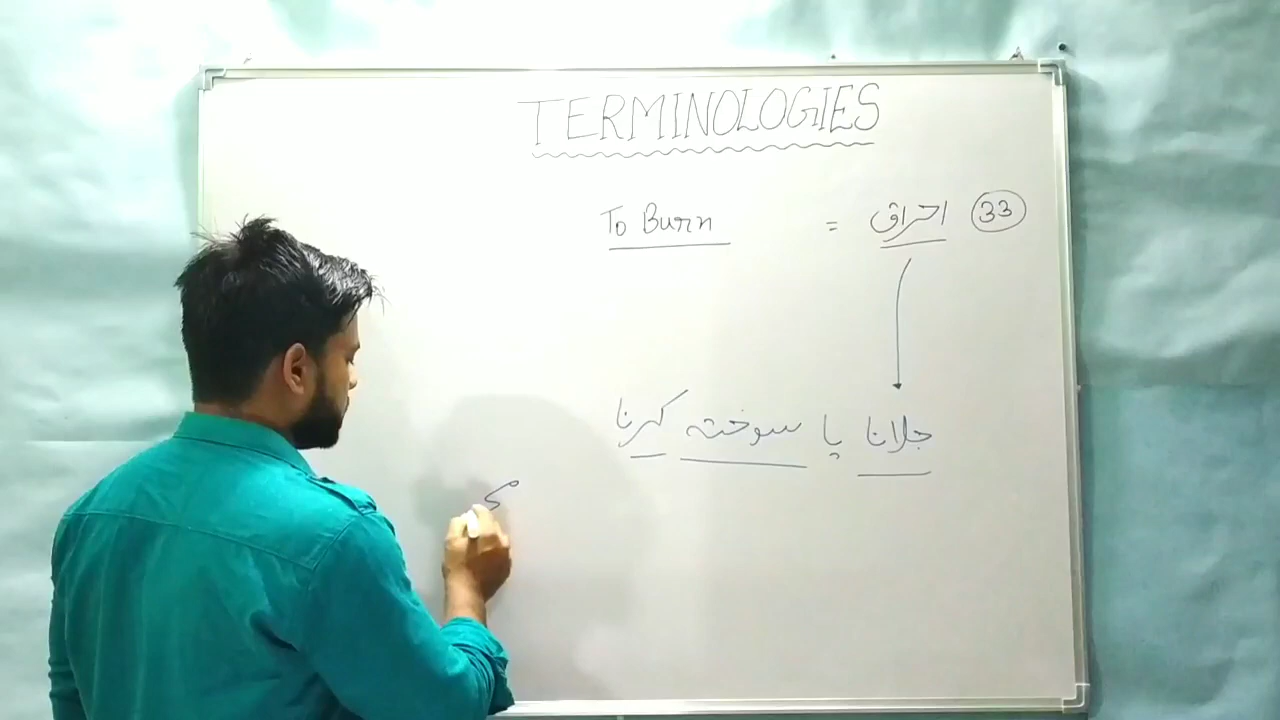 TERMINOLOGIES
33 احراق = To Burn
جلانا یا سوختہ کرنا